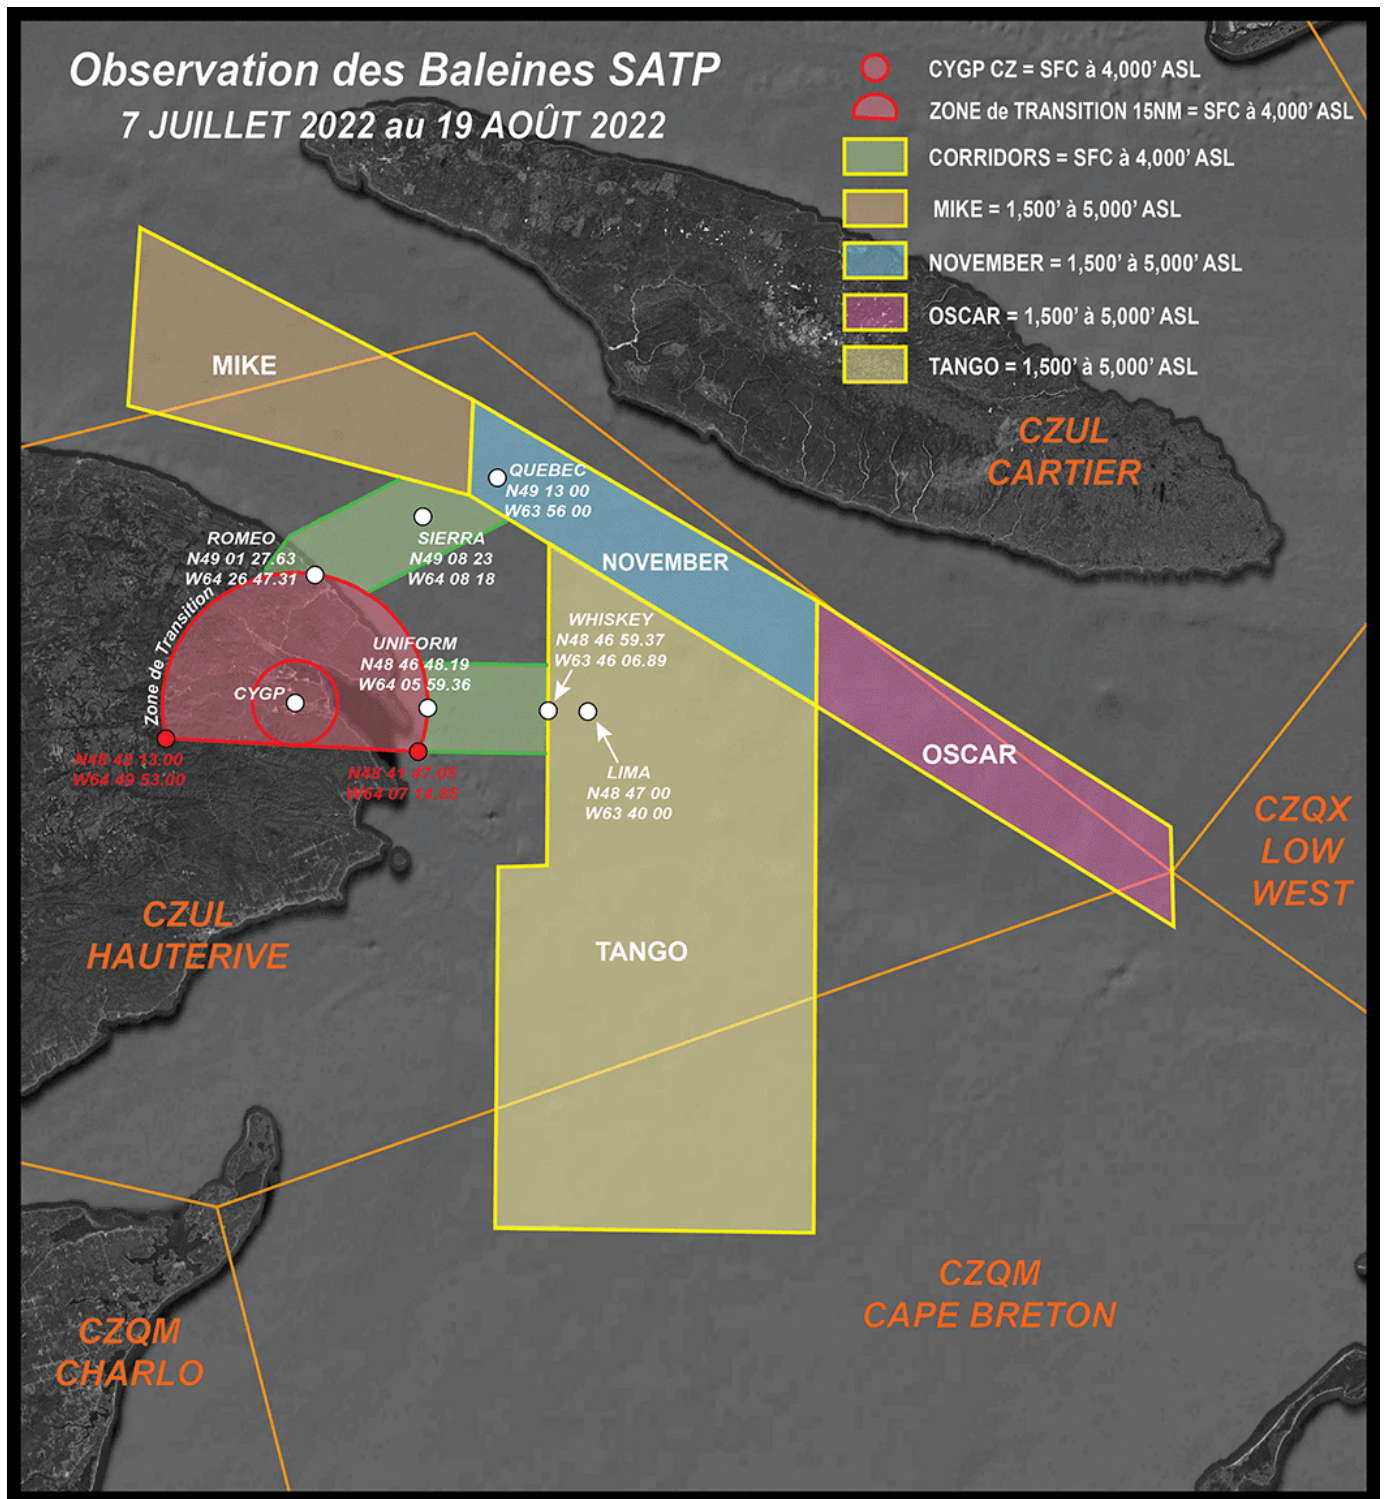 Observation des Baleines SATP
7 JUILLET 2022 au 19 AOÛT 2022
CYGP CZ = SFC à 4,000’ ASL
ZONE de TRANSITION 15NM = SFC à 4,000’ ASL
CORRIDORS = SFC à 4,000’ ASL
MIKE = 1,500’ à 5,000’ ASL
NOVEMBER = 1,500’ à 5,000’ ASL
OSCAR = 1,500’ à 5,000’ ASL
TANGO = 1,500’ à 5,000’ ASL
MIKE
CZUL
CARTIER
QUEBEC
N49 13 00
W63 56 00
ROMEO
N49 01 27.63
W64 26 47.31
SIERRA
N49 08 23
W64 08 18
NOVEMBER
Zone de Transition
WHISKEY
N48 46 59.37
W63 46 06.89
UNIFORM
N48 46 48.19
W64 05 59.36
CYGP
N48 42 13.00
W64 49 53.00
N48 41 47.05
W64 07 14.85
LIMA
N48 47 00
W63 40 00
OSCAR
CZQX
LOW
WEST
CZUL
HAUTERIVE
TANGO
CZQM
CAPE BRETON
CZQM
CHARLO